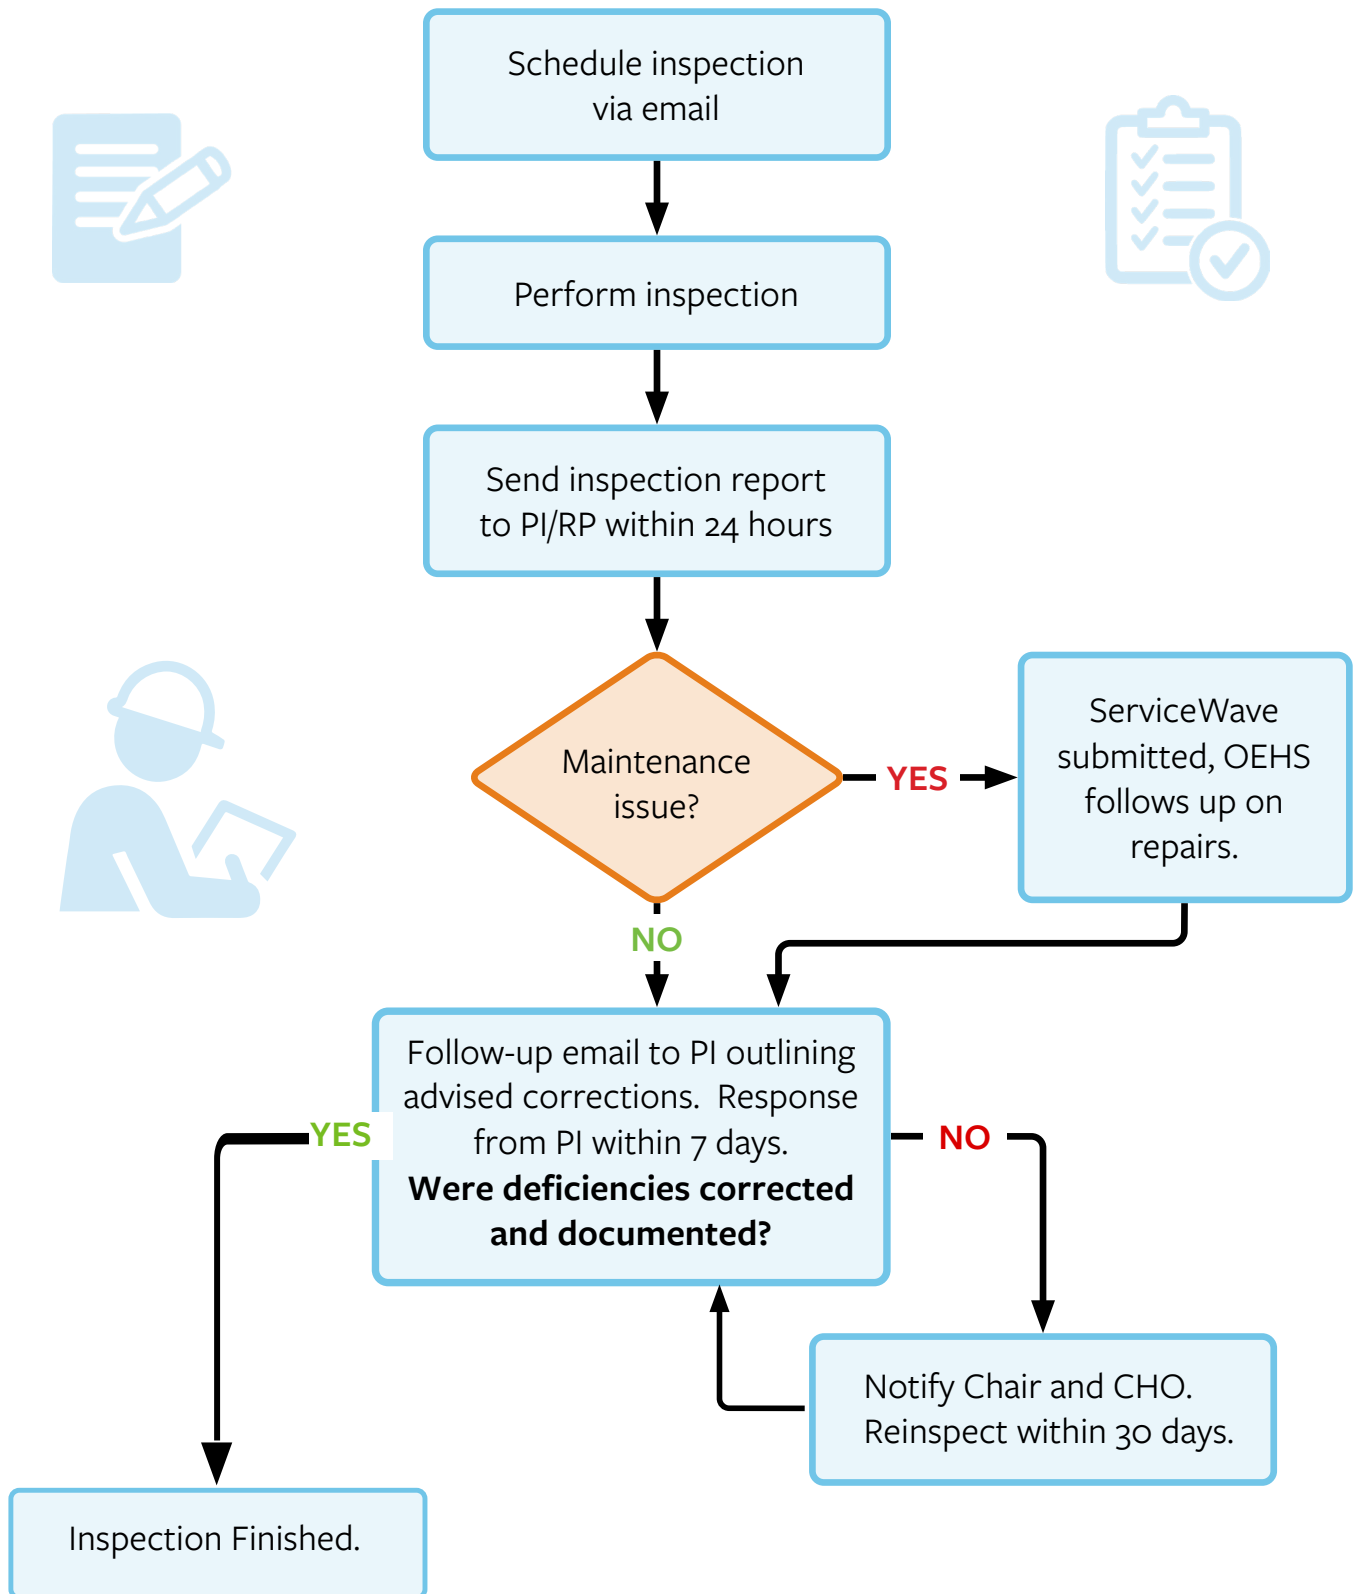 Schedule inspection
via email
Perform inspection
Send inspection report
to PI/RP within 24 hours
Maintenance
issue?
YES
ServiceWave
submitted, OEHS
follows up on
repairs.
NO
Follow-up email to PI outlining
advised corrections. Response
from PI within 7 days.
Were deficiencies corrected
and documented?
YES
NO
Notify Chair and CHO.
Reinspect within 30 days.
Inspection Finished.